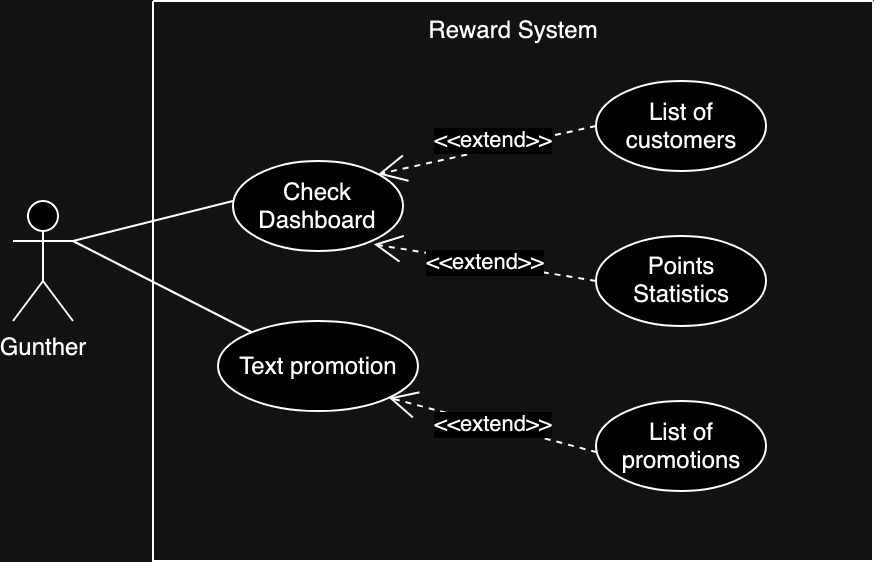 Reward System
List of
customers
<<extend>>
Check
Dashboard
<<extend>>
Points
Statistics
Gunther
Text promotion
<<extend>>
List of
promotions